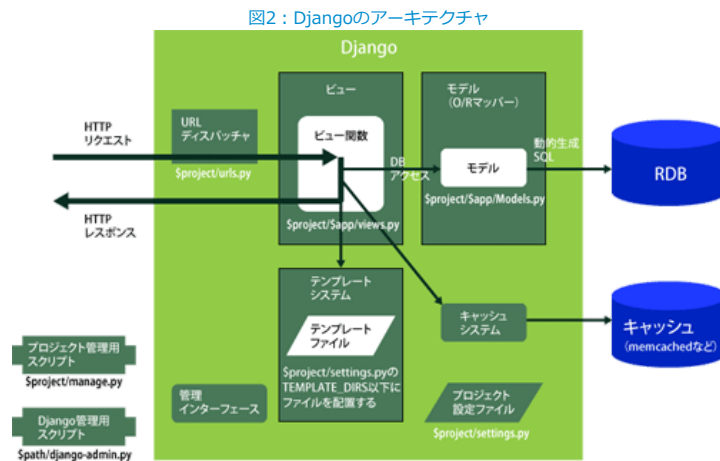 図2：Djangoのアーキテクチャ
Django
HTTP
リクエスト
URL
ディスパッチャ
$project/urls.py
ビュー
ビュー関数
$project/$app/views.py
モデル
（O/Rマッパー）
DB
アクセス
モデル
$project/$app/Models.py
動的生成
SQL
RDB
HTTP
レスポンス
テンプレート
システム
テンプレート
ファイル
$project/settings.pyの
TEMPLATE_DIRS以下に
ファイルを配置する
キャッシュ
システム
キャッシュ
（memcachedなど）
プロジェクト管理用
スクリプト
$project/manage.py
管理
インターフェース
プロジェクト
設定ファイル
$project/settings.py
Django管理用
スクリプト
$path/django-admin.py